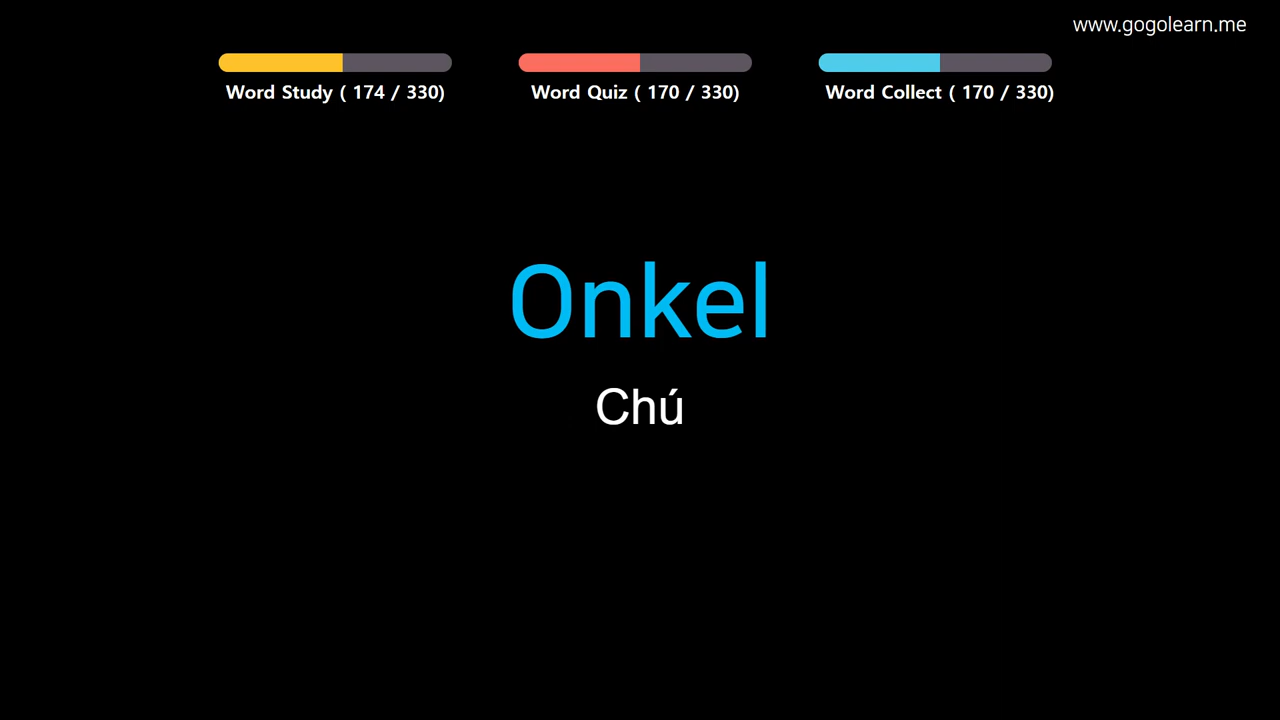 www.gogolearn.me
Word Study ( 174 / 330)
Word Quiz ( 170 / 330)
Word Collect ( 170 / 330)
Onkel
Chú